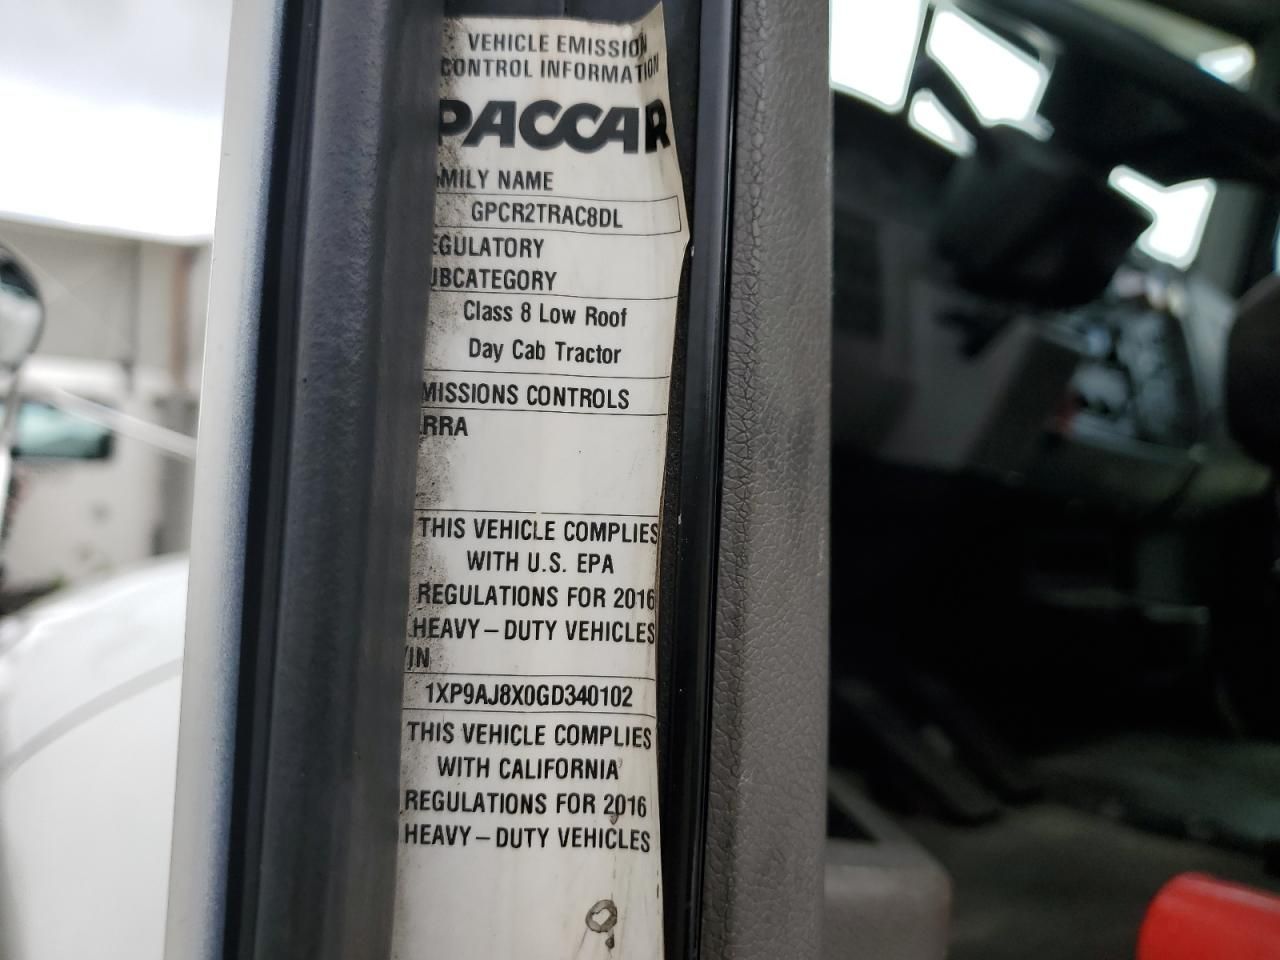 VEHICLE EMISSION
CONTROL INFORMATION
PACCAR
MILY NAME
GPCR2TRAC8DL
EGULATORY
UBCATEGORY
Class 8 Low Roof
Day Cab Tractor
MISSIONS CONTROLS
RRA
THIS VEHICLE COMPLIES
WITH U.S. EPA
REGULATIONS FOR 2016
HEAVY-DUTY VEHICLES
VIN
1XP9AJ8X0GD340102
THIS VEHICLE COMPLIES
WITH CALIFORNIA
REGULATIONS FOR 2016
HEAVY-DUTY VEHICLES